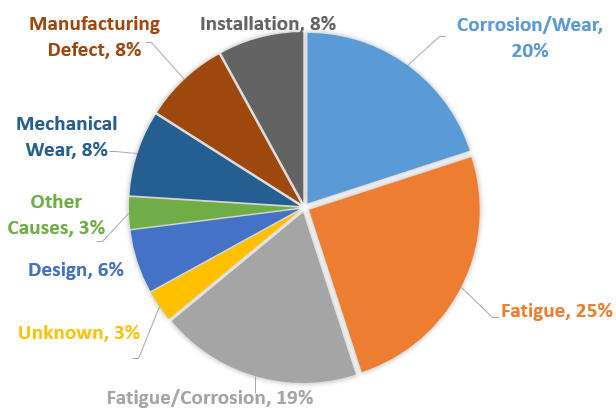 Manufacturing
Defect, 8%
Installation, 8%
Corrosion/Wear,
20%
Mechanical
Wear, 8%
Other
Causes, 3%
Design, 6%
Fatigue, 25%
Unknown, 3%
Fatigue/Corrosion, 19%